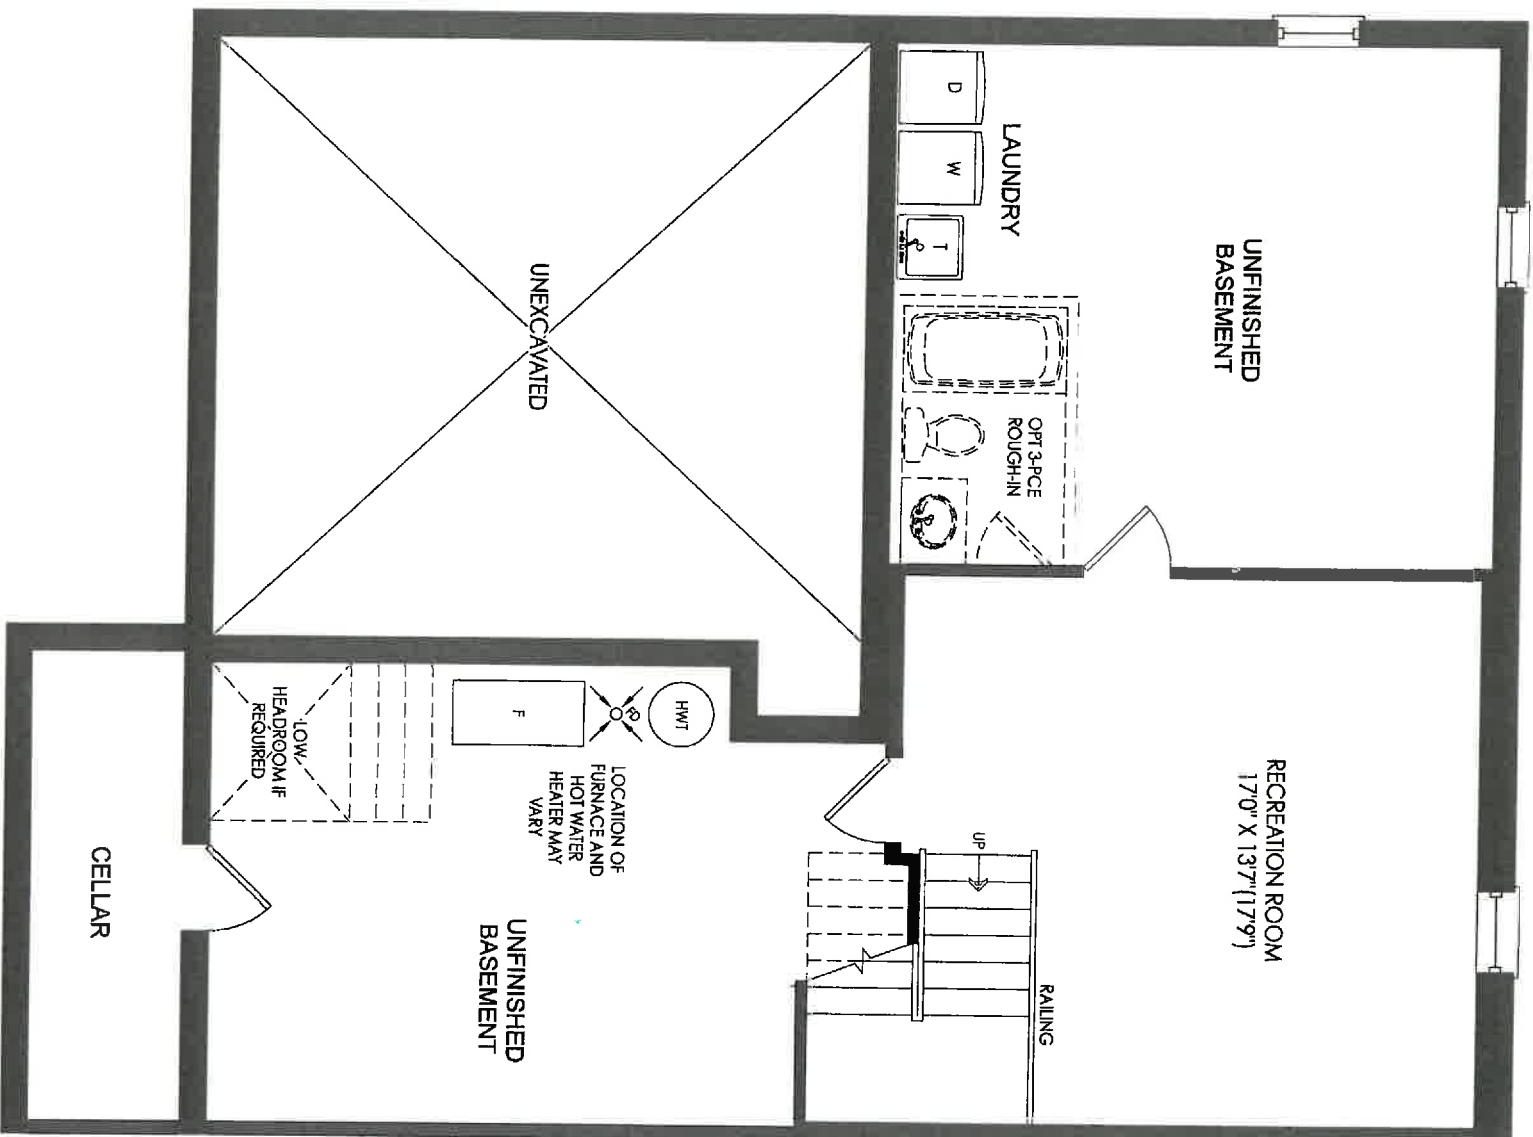 UNFINISHED
BASEMENT
RECREATION ROOM
17'0" X 13'7" (17'9")
LAUNDRY
D
W
T
OPT 3-PCE
ROUGH-IN
RAILING
UP
UNEXCAVATED
HWT
FD
F
LOCATION OF
FURNACE AND
HOT WATER
HEATER MAY
VARY
UNFINISHED
BASEMENT
LOW
HEADROOM IF
REQUIRED
CELLAR